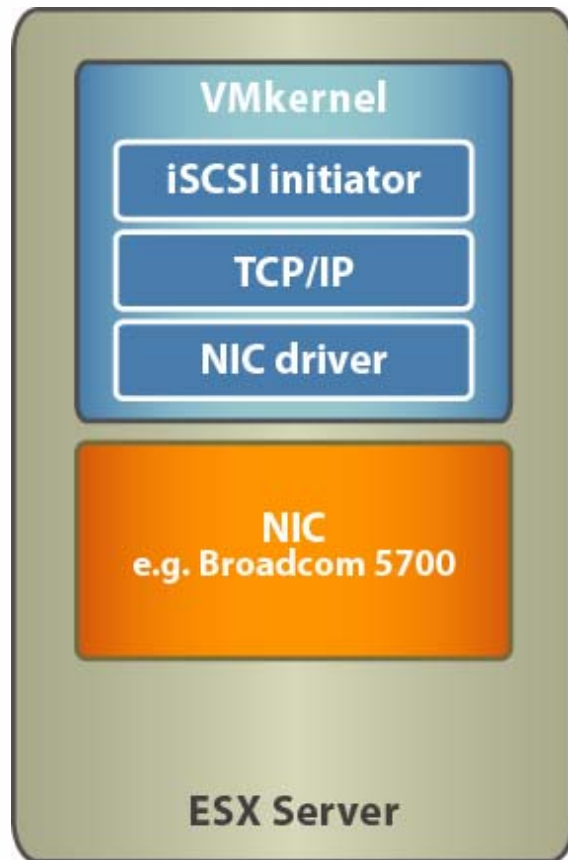 VMkernel
iSCSI initiator
TCP/IP
NIC driver
NIC
e.g. Broadcom 5700
ESX Server